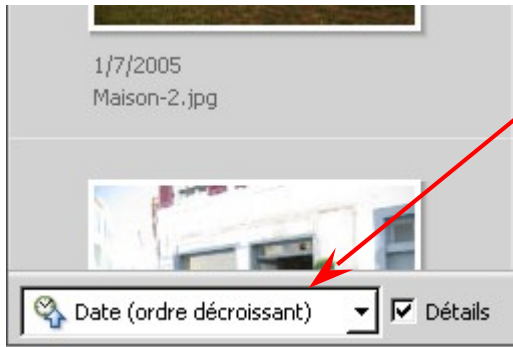 1/7/2005
Maison-2.jpg
Date (ordre décroissant)
Détails